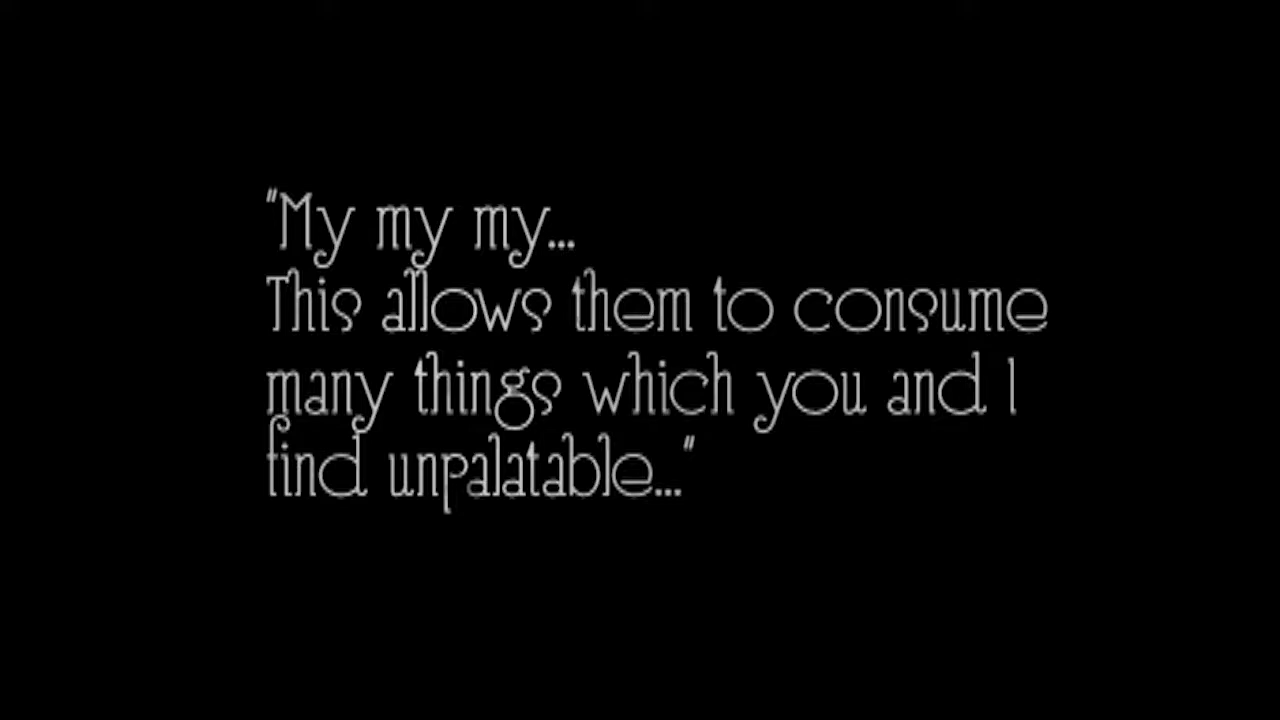 "My my my...
This allows them to consume
many things which you and I
find unpalatable..."